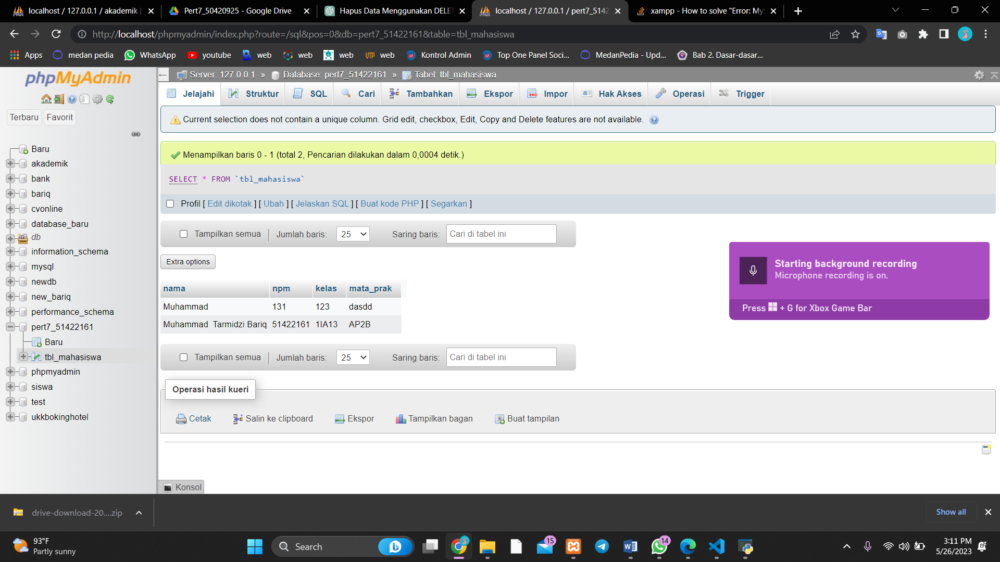 localhost / 127.0.0.1 / akademik |
Pert7_50420925 - Google Drive
Hapus Data Menggunakan DELET
localhost / 127.0.0.1 / pert7_5142
xampp - How to solve "Error: My
http://localhost/phpmyadmin/index.php?route=/sql&pos=0&db=pert7_51422161&table=tbl_mahasiswa
Apps
medan pedia
WhatsApp
youtube
web
web
web
web
Kontrol Admin
Top One Panel Soci...
MedanPedia - Upd...
Bab 2. Dasar-dasar...
phpMyAdmin
Terbaru
Favorit
Baru
akademik
bank
bariq
cvonline
database_baru
db
information_schema
mysql
newdb
new_bariq
performance_schema
pert7_51422161
Baru
tbl_mahasiswa
phpmyadmin
siswa
test
ukkbokinghotel
Server: 127.0.0.1 » Database: pert7_51422161 » Tabel: tbl_mahasiswa
Jelajahi
Struktur
SQL
Cari
Tambahkan
Ekspor
Impor
Hak Akses
Operasi
Trigger
Current selection does not contain a unique column. Grid edit, checkbox, Edit, Copy and Delete features are not available.
Menampilkan baris 0 - 1 (total 2, Pencarian dilakukan dalam 0,0004 detik.)
SELECT * FROM `tbl_mahasiswa`
Profil [ Edit dikotak ] [ Ubah ] [ Jelaskan SQL ] [ Buat kode PHP ] [ Segarkan ]
Tampilkan semua | Jumlah baris: 25 Saring baris: Cari di tabel ini
Extra options
nama npm kelas mata_prak
Muhammad 131 123 dasdd
Muhammad Tarmidzi Bariq 51422161 1IA13 AP2B
Tampilkan semua | Jumlah baris: 25 Saring baris: Cari di tabel ini
Operasi hasil kueri
Cetak
Salin ke clipboard
Ekspor
Tampilkan bagan
Buat tampilan
Konsol
Starting background recording
Microphone recording is on.
Press + G for Xbox Game Bar
drive-download-20....zip
Show all
93°F
Partly sunny
Search
15
14
3:11 PM
5/26/2023